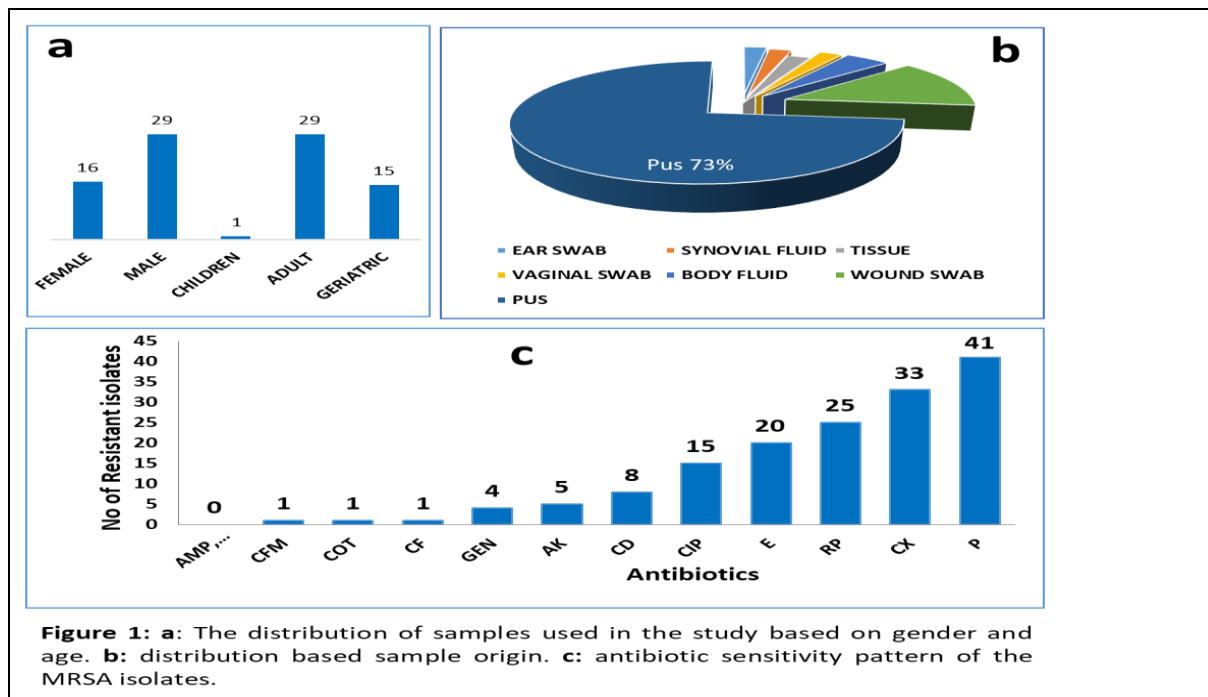 a
16
29
1
29
15
FEMALE
MALE
CHILDREN
ADULT
GERIATRIC
b
Pus 73%
EAR SWAB SYNOVIAL FLUID TISSUE
VAGINAL SWAB BODY FLUID WOUND SWAB
PUS
c
No of Resistant isolates
45
40
35
30
25
20
15
10
5
0
0
1
1
1
4
5
8
15
20
25
33
41
AMP,...
CFM
COT
CF
GEN
AK
CD
CIP
E
RP
CX
P
Antibiotics
Figure 1: a: The distribution of samples used in the study based on gender and
age. b: distribution based sample origin. c: antibiotic sensitivity pattern of the
MRSA isolates.